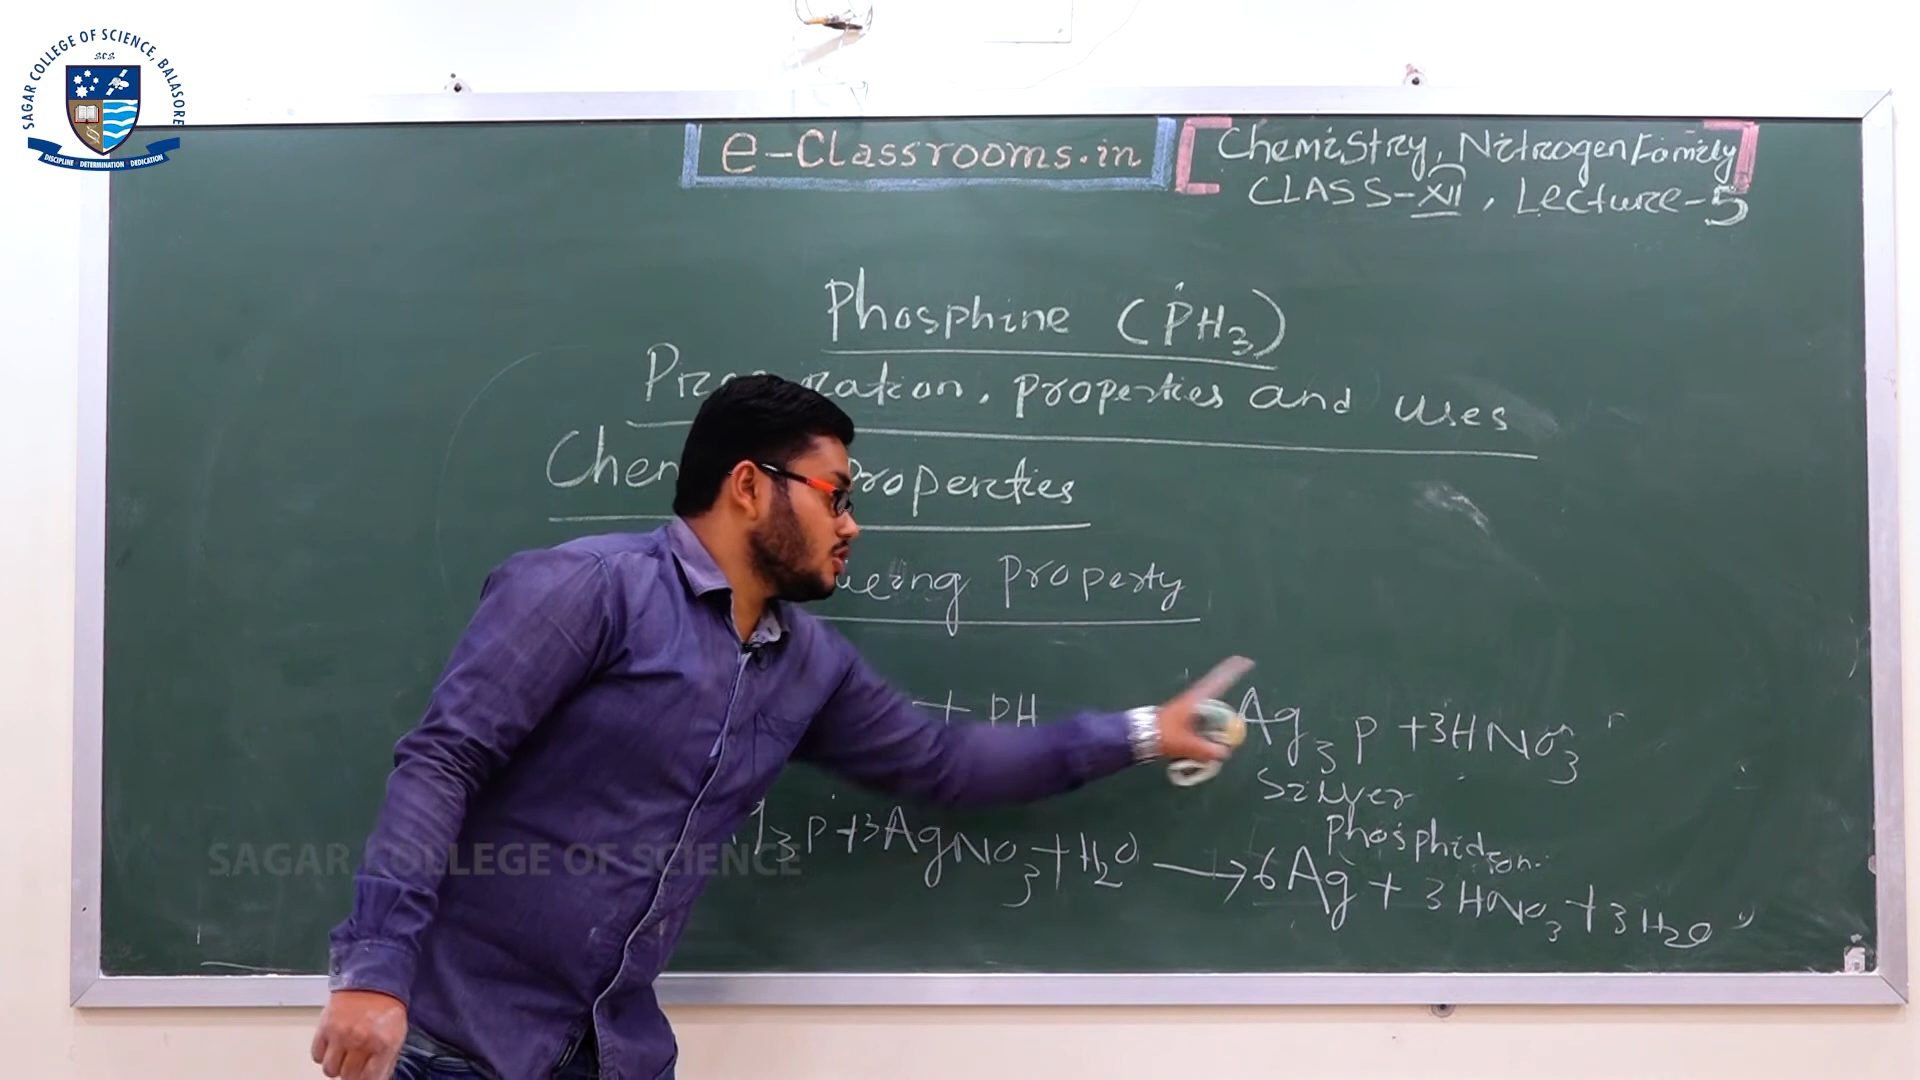 SAGAR COLLEGE OF SCIENCE, BALASORE
SCS
DISCIPLINE DETERMINATION DEDICATION
e-Classrooms.in
Chemistry, Nitrogen Family
CLASS-XII, Lecture-5
Phosphine (PH3)
properties and uses
Chem properties
Property
+ PH
Ag3P + 3HNO3
Silver
Phosphide
3P + 3AgNO3 + H2O ⟶ 6Ag + 3HNO3 + 3H2O
SAGAR COLLEGE OF SCIENCE